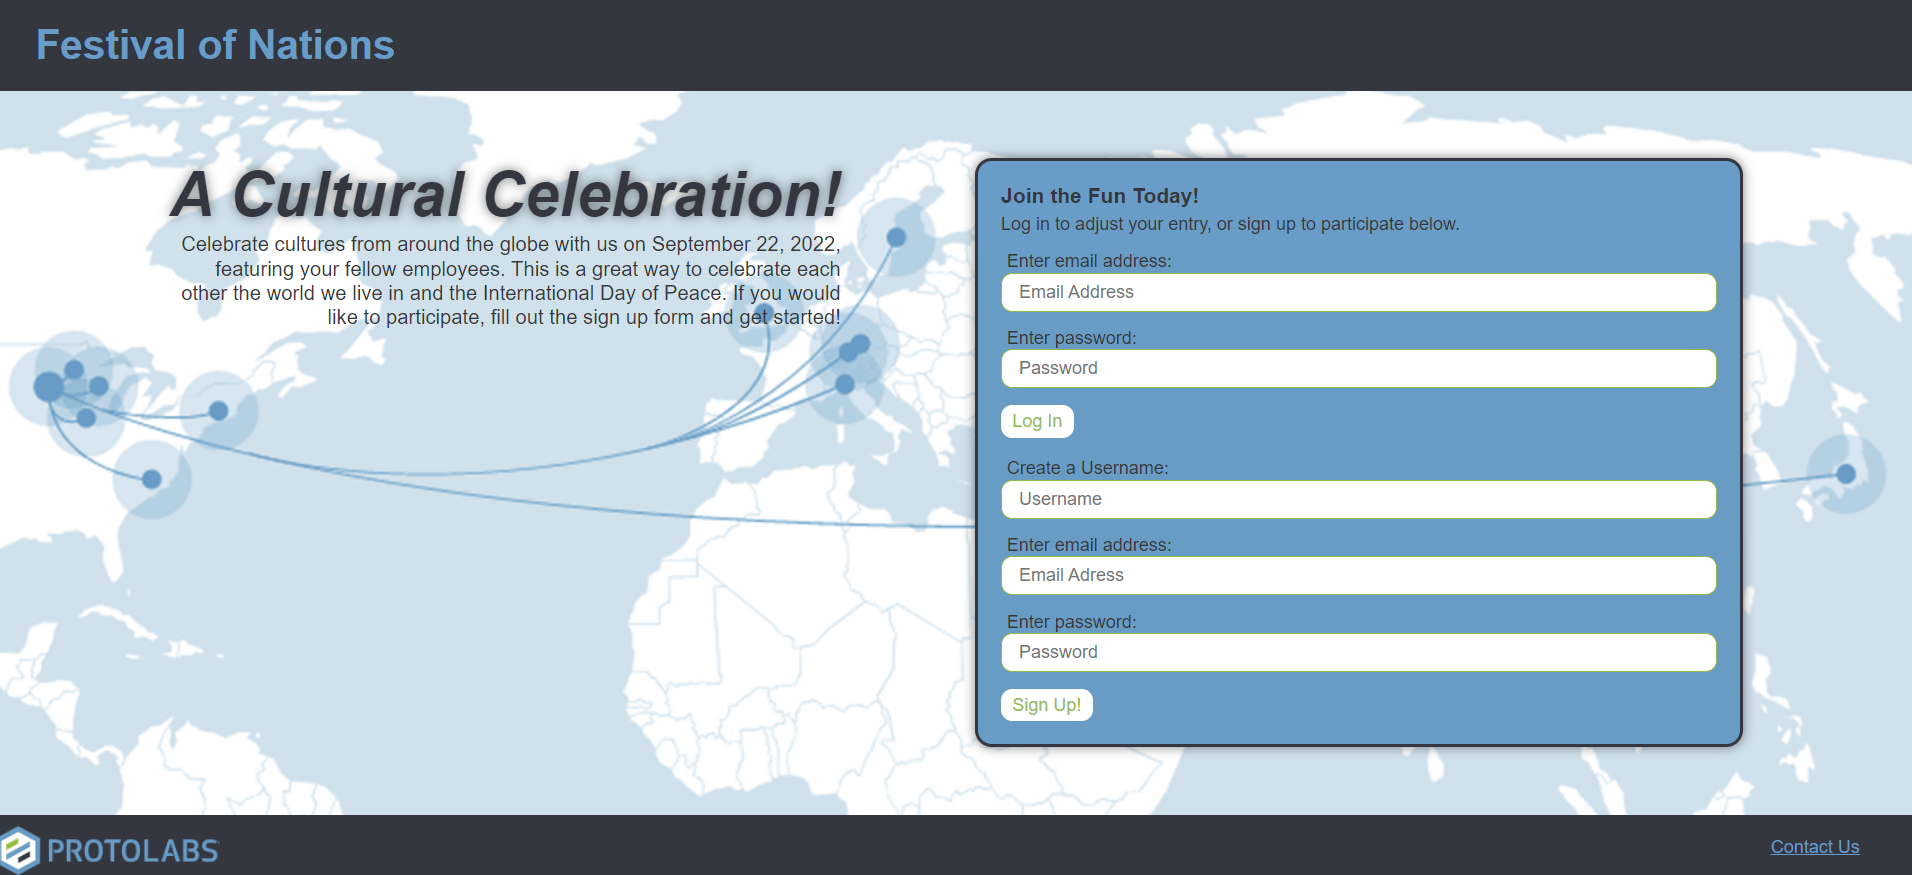 Festival of Nations
A Cultural Celebration!
Celebrate cultures from around the globe with us on September 22, 2022,
featuring your fellow employees. This is a great way to celebrate each
other the world we live in and the International Day of Peace. If you would
like to participate, fill out the sign up form and get started!
Join the Fun Today!
Log in to adjust your entry, or sign up to participate below.
Enter email address:
Email Address
Enter password:
Password
Log In
Create a Username:
Username
Enter email address:
Email Adress
Enter password:
Password
Sign Up!
PROTOLABS
Contact Us